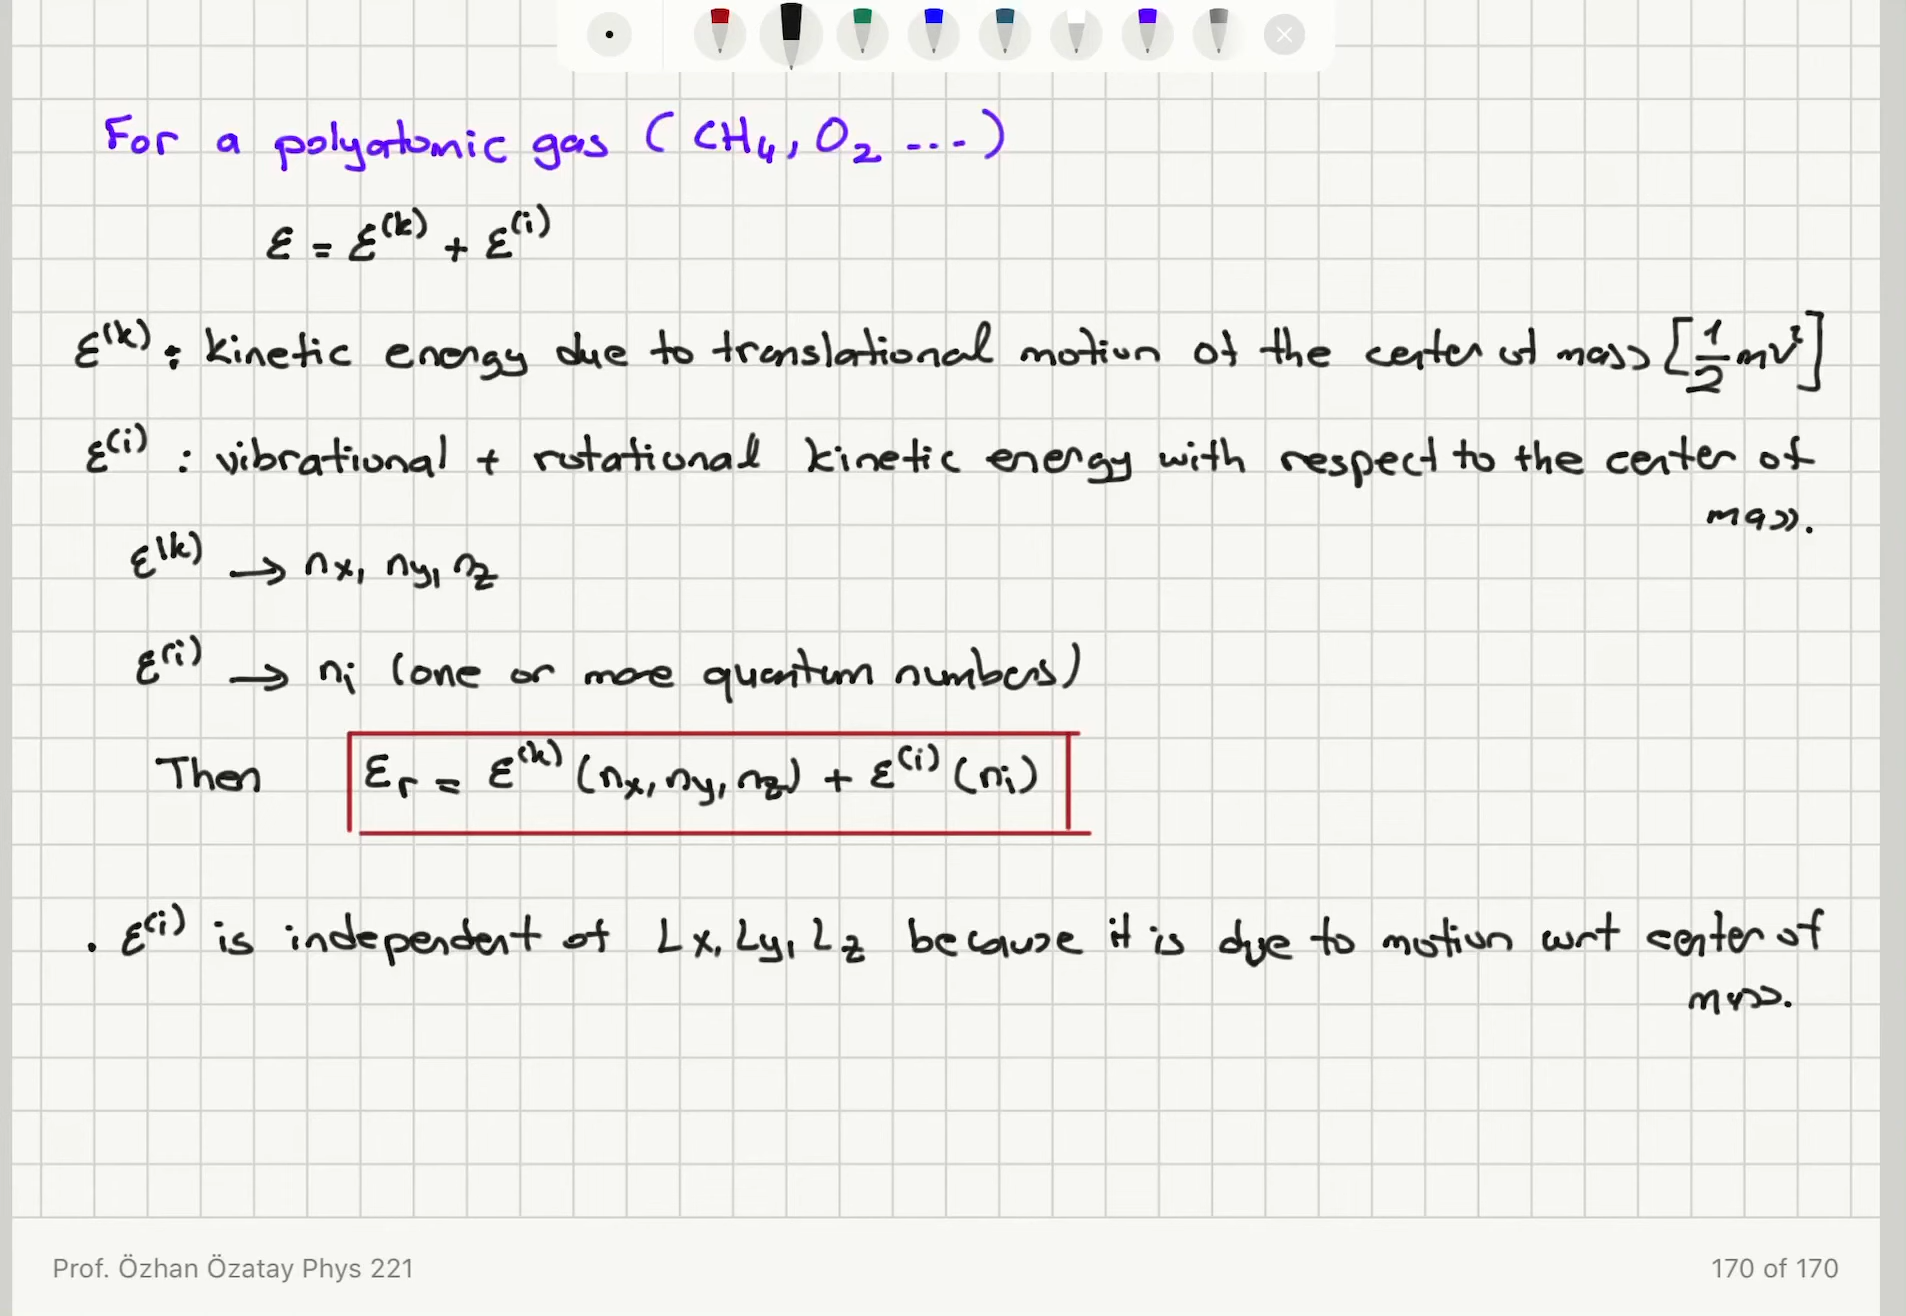 For a polyatomic gas (CH₄, O₂ ...)
ε = ε⁽ᵏ⁾ + ε⁽ⁱ⁾
ε⁽ᵏ⁾ : kinetic energy due to translational motion of the center of mass [1/2 mv²]
ε⁽ⁱ⁾ : vibrational + rotational kinetic energy with respect to the center of
mass.
ε⁽ᵏ⁾ → nx, ny, nz
ε⁽ⁱ⁾ → ni (one or more quantum numbers)
Then εr = ε⁽ᵏ⁾ (nx, ny, nz) + ε⁽ⁱ⁾ (ni)
. ε⁽ⁱ⁾ is independent of Lx, Ly, Lz because it is due to motion wrt center of
mass.
Prof. Özhan Özatay Phys 221
170 of 170